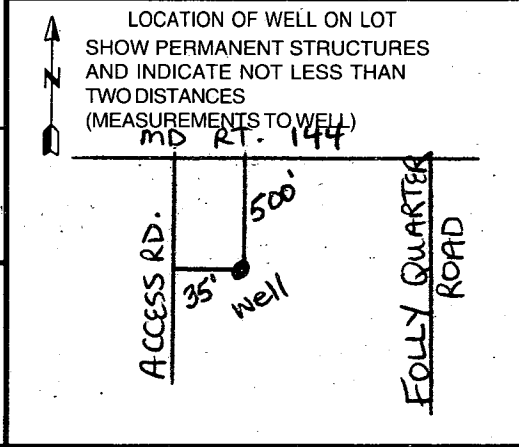 LOCATION OF WELL ON LOT
SHOW PERMANENT STRUCTURES
AND INDICATE NOT LESS THAN
TWO DISTANCES
(MEASUREMENTS TO WELL)
N
MD RT. 144
500'
35'
well
ACCESS RD.
FOLLY QUARTER
ROAD